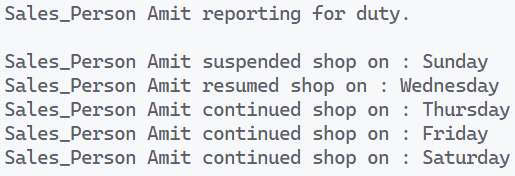 Sales_Person Amit reporting for duty.
Sales_Person Amit suspended shop on : Sunday
Sales_Person Amit resumed shop on : Wednesday
Sales_Person Amit continued shop on : Thursday
Sales_Person Amit continued shop on : Friday
Sales_Person Amit continued shop on : Saturday